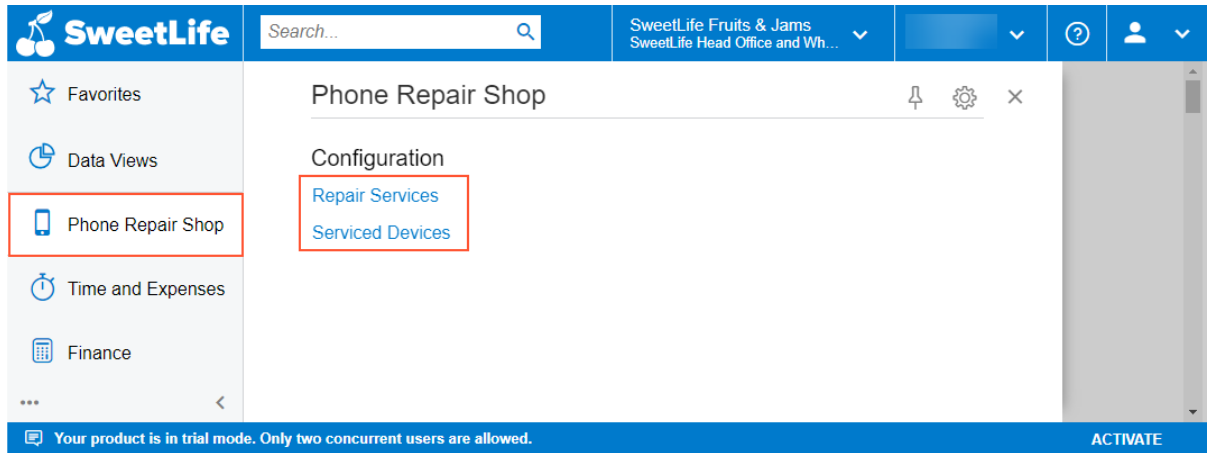 SweetLife
Search...
SweetLife Fruits & Jams
SweetLife Head Office and Wh...
Favorites
Data Views
Phone Repair Shop
Time and Expenses
Finance
Phone Repair Shop
Configuration
Repair Services
Serviced Devices
Your product is in trial mode. Only two concurrent users are allowed.
ACTIVATE